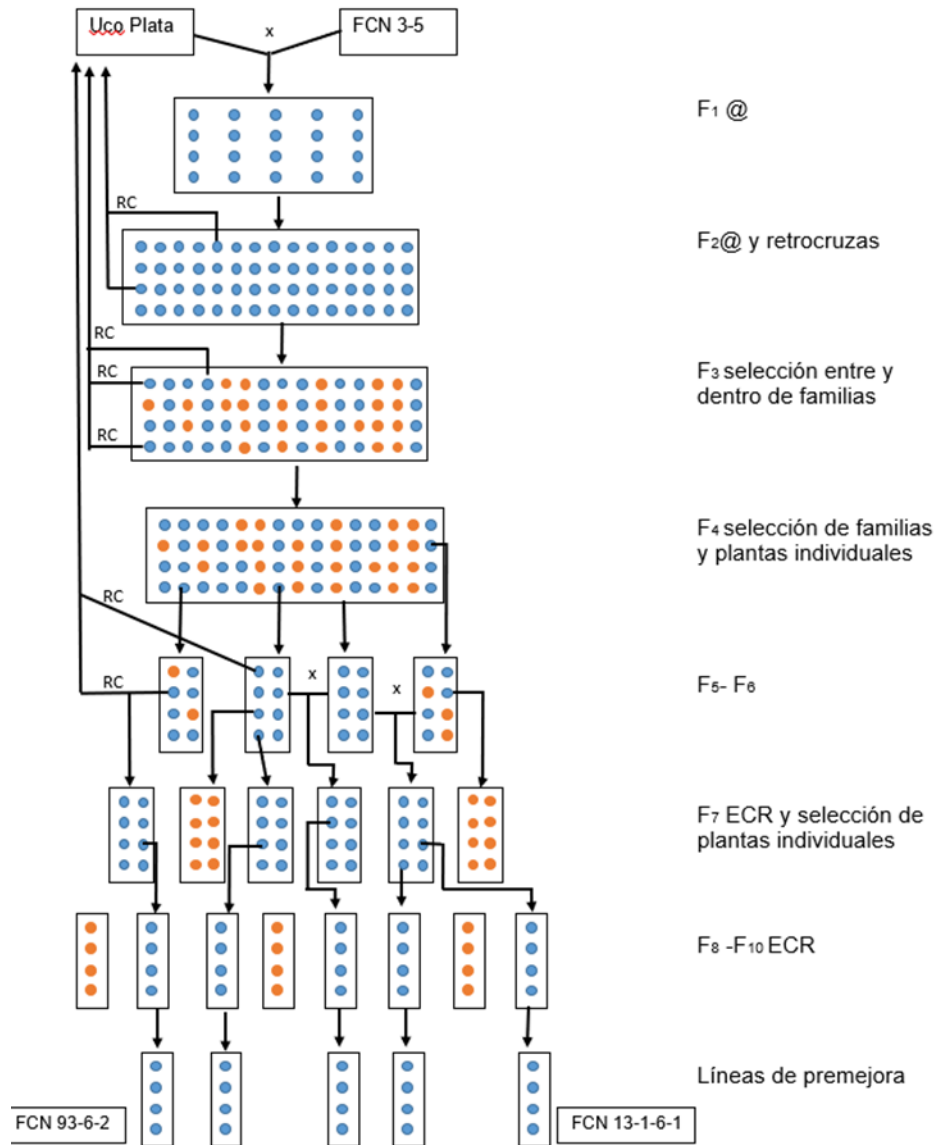 Uco Plata
x
FCN 3-5
F1 @
RC
F2@ y retrocruzas
RC
RC
RC
F3 selección entre y
dentro de familias
F4 selección de familias
y plantas individuales
RC
x
x
RC
F5- F6
F7 ECR y selección de
plantas individuales
F8 -F10 ECR
Líneas de premejora
FCN 93-6-2
FCN 13-1-6-1